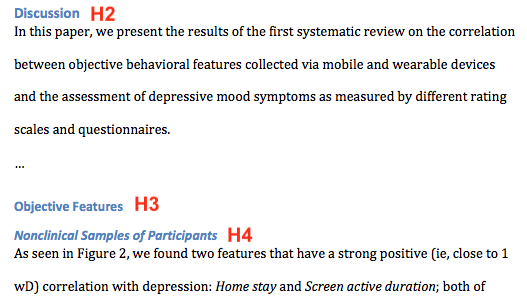 Discussion H2
In this paper, we present the results of the first systematic review on the correlation
between objective behavioral features collected via mobile and wearable devices
and the assessment of depressive mood symptoms as measured by different rating
scales and questionnaires.
...
Objective Features H3
Nonclinical Samples of Participants H4
As seen in Figure 2, we found two features that have a strong positive (ie, close to 1
wD) correlation with depression: Home stay and Screen active duration; both of